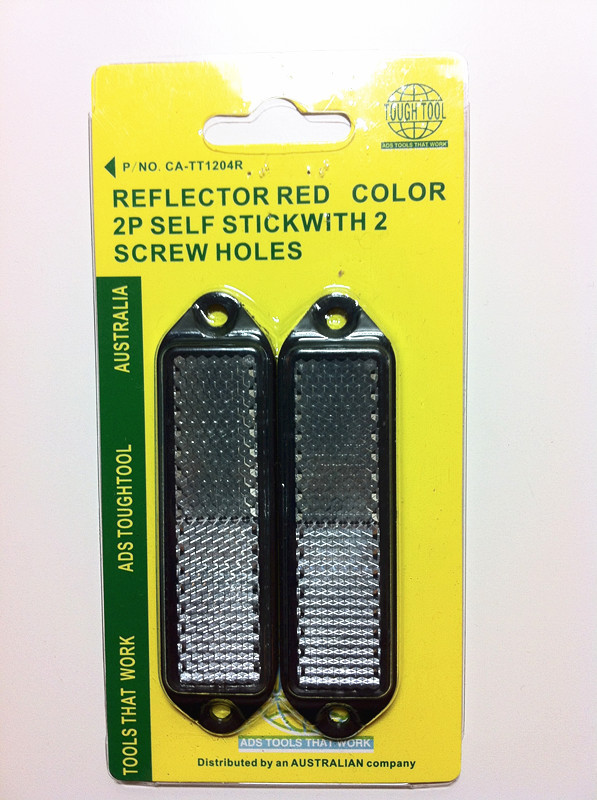 TOUGH TOOL
ADS TOOLS THAT WORK
P/NO. CA-TT1204R
REFLECTOR RED COLOR
2P SELF STICKWITH 2
SCREW HOLES
TOOLS THAT WORK ADS TOUGHTOOL AUSTRALIA
ADS TOOLS THAT WORK
Distributed by an AUSTRALIAN company